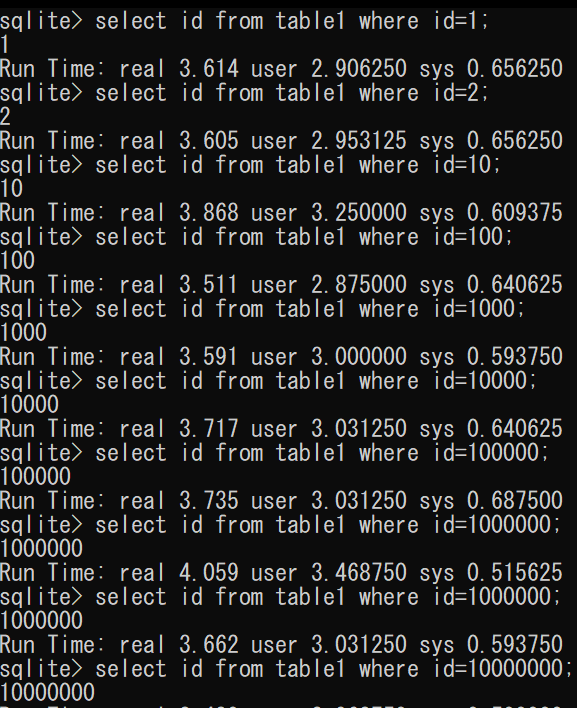 sqlite> select id from table1 where id=1;
1
Run Time: real 3.614 user 2.906250 sys 0.656250
sqlite> select id from table1 where id=2;
2
Run Time: real 3.605 user 2.953125 sys 0.656250
sqlite> select id from table1 where id=10;
10
Run Time: real 3.868 user 3.250000 sys 0.609375
sqlite> select id from table1 where id=100;
100
Run Time: real 3.511 user 2.875000 sys 0.640625
sqlite> select id from table1 where id=1000;
1000
Run Time: real 3.591 user 3.000000 sys 0.593750
sqlite> select id from table1 where id=10000;
10000
Run Time: real 3.717 user 3.031250 sys 0.640625
sqlite> select id from table1 where id=100000;
100000
Run Time: real 3.735 user 3.031250 sys 0.687500
sqlite> select id from table1 where id=1000000;
1000000
Run Time: real 4.059 user 3.468750 sys 0.515625
sqlite> select id from table1 where id=1000000;
1000000
Run Time: real 3.662 user 3.031250 sys 0.593750
sqlite> select id from table1 where id=10000000;
10000000